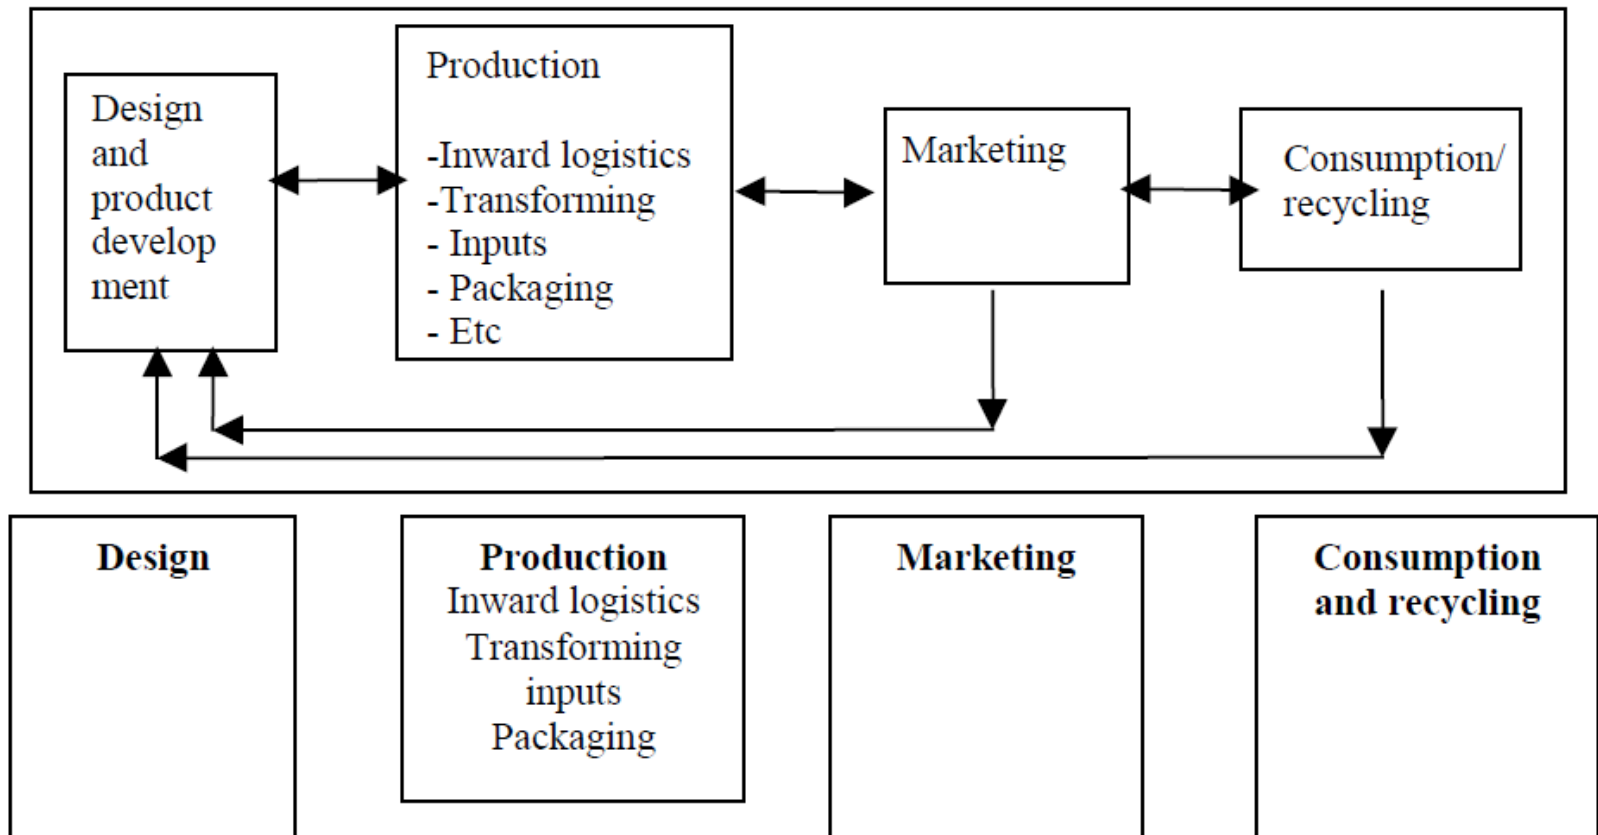 Design
and
product
develop
ment
Production
-Inward logistics
-Transforming
- Inputs
- Packaging
- Etc
Marketing
Consumption/
recycling
Design
Production
Inward logistics
Transforming
inputs
Packaging
Marketing
Consumption
and recycling